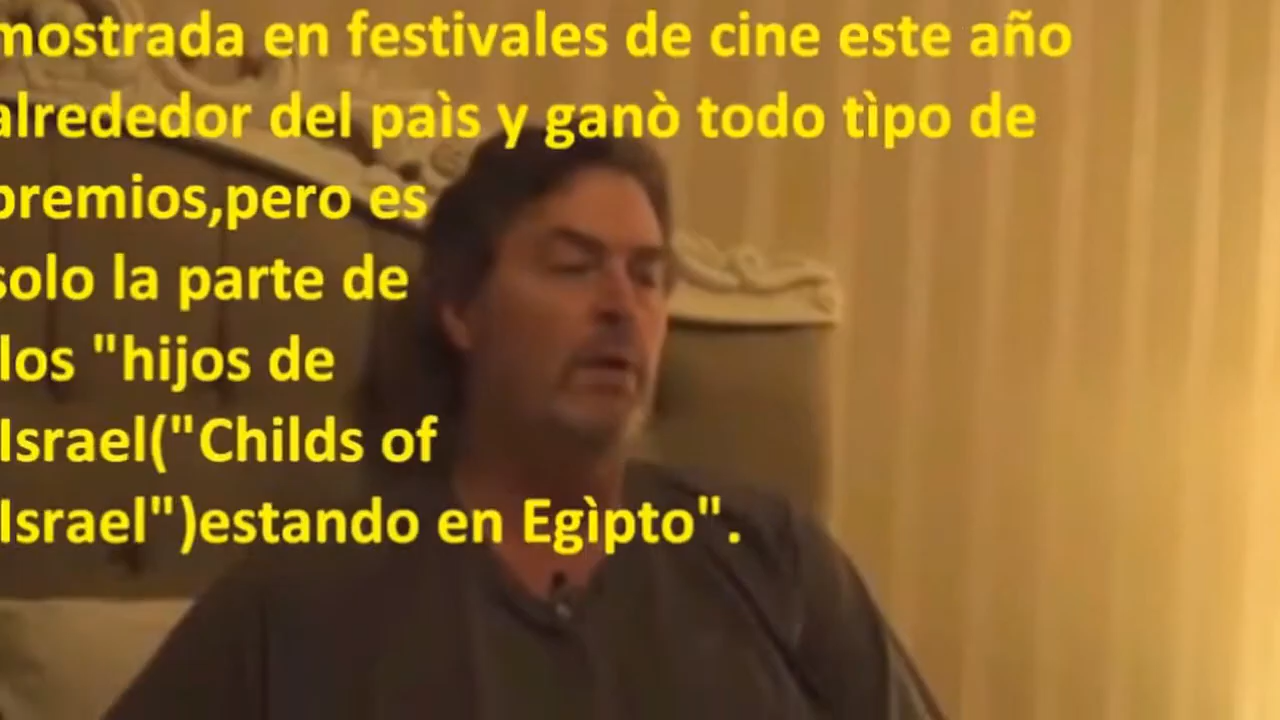 mostrada en festivales de cine este año
alrededor del paìs y ganò todo tìpo de
premios,pero es
solo la parte de
los "hijos de
Israel("Childs of
Israel")estando en Egìpto".